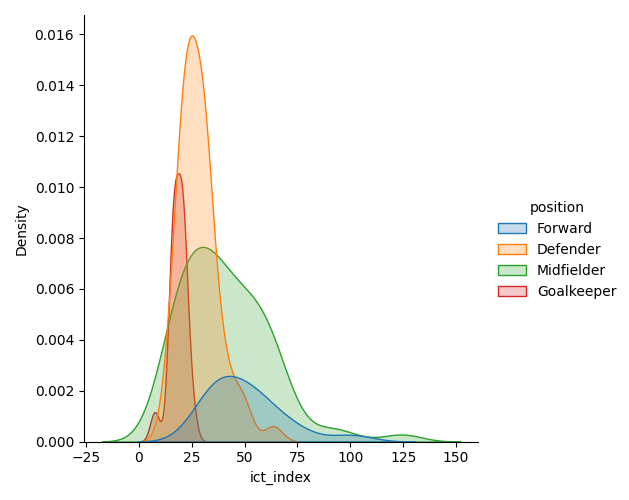 0.016
0.014
0.012
0.010
0.008
0.006
0.004
0.002
0.000
Density
−25
0
25
50
75
100
125
150
ict_index
position
Forward
Defender
Midfielder
Goalkeeper